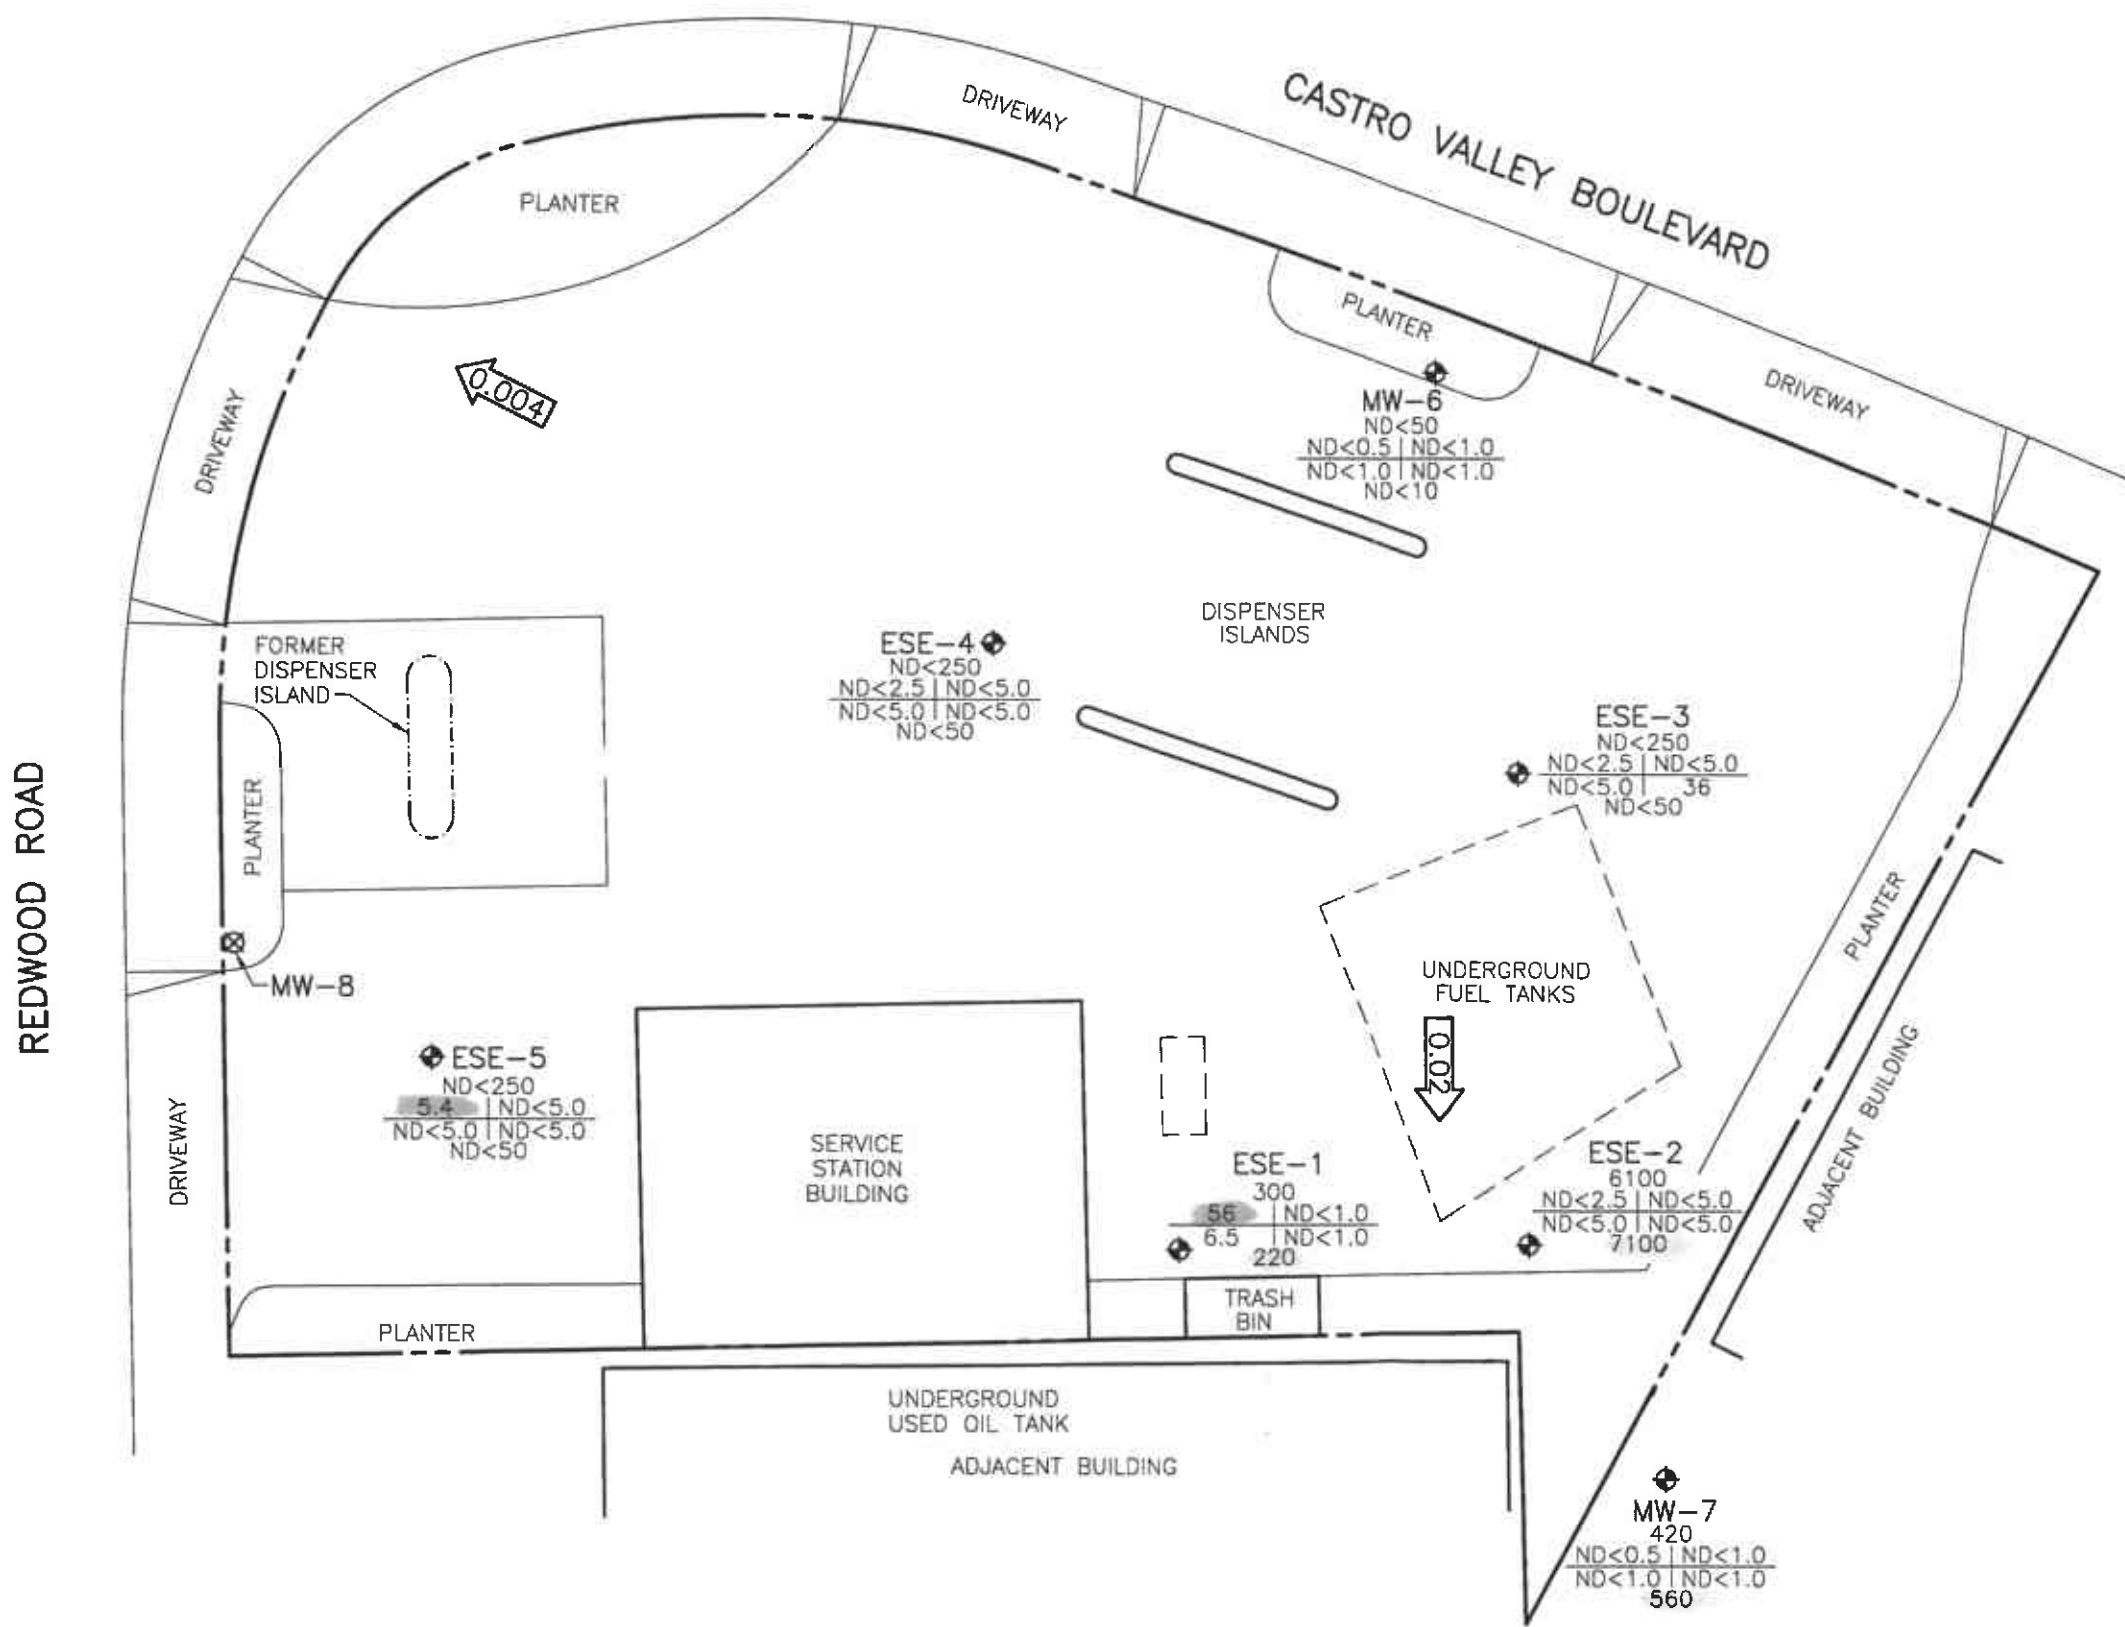 CASTRO VALLEY BOULEVARD
DRIVEWAY
PLANTER
PLANTER
DRIVEWAY
0.004
DRIVEWAY
MW-6
ND<50
ND<0.5 | ND<1.0
ND<1.0 | ND<1.0
ND<10
DISPENSER
ISLANDS
FORMER
DISPENSER
ISLAND
ESE-4
ND<250
ND<2.5 | ND<5.0
ND<5.0 | ND<5.0
ND<50
ESE-3
ND<250
ND<2.5 | ND<5.0
ND<5.0 | 36
ND<50
REDWOOD ROAD
PLANTER
MW-8
PLANTER
UNDERGROUND
FUEL TANKS
0.02
ADJACENT BUILDING
ESE-5
ND<250
5.4 | ND<5.0
ND<5.0 | ND<5.0
ND<50
DRIVEWAY
SERVICE
STATION
BUILDING
ESE-1
300
56 | ND<1.0
6.5 | ND<1.0
220
ESE-2
6100
ND<2.5 | ND<5.0
ND<5.0 | ND<5.0
7100
TRASH
BIN
PLANTER
UNDERGROUND
USED OIL TANK
ADJACENT BUILDING
MW-7
420
ND<0.5 | ND<1.0
ND<1.0 | ND<1.0
560